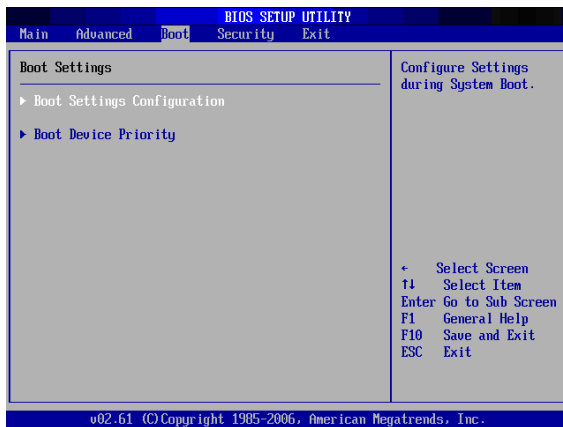 BIOS SETUP UTILITY
Main Advanced Boot Security Exit
Boot Settings
▶ Boot Settings Configuration
▶ Boot Device Priority
Configure Settings
during System Boot.
← Select Screen
↑↓ Select Item
Enter Go to Sub Screen
F1 General Help
F10 Save and Exit
ESC Exit
v02.61 (C)Copyright 1985-2006, American Megatrends, Inc.